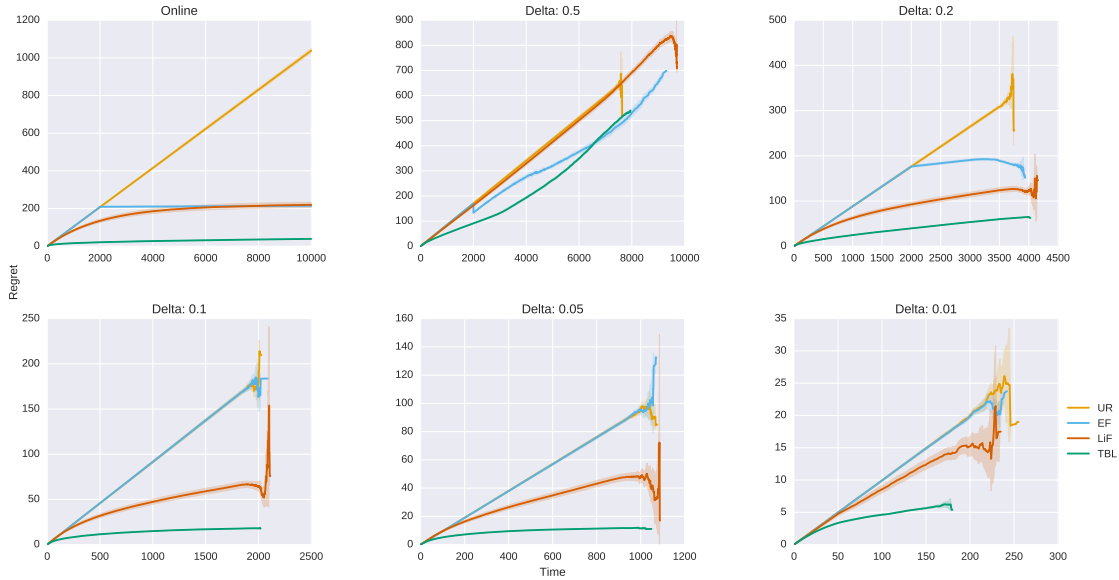 Online
Delta: 0.5
Delta: 0.2
1200
1000
800
600
400
200
0
0 2000 4000 6000 8000 10000
900
800
700
600
500
400
300
200
100
0
0 2000 4000 6000 8000 10000
500
400
300
200
100
0
0 500 1000 1500 2000 2500 3000 3500 4000 4500
Regret
Delta: 0.1
Delta: 0.05
Delta: 0.01
250
200
150
100
50
0
0 500 1000 1500 2000 2500
160
140
120
100
80
60
40
20
0
0 200 400 600 800 1000 1200
Time
35
30
25
20
15
10
5
0
0 50 100 150 200 250 300
UR
EF
LiF
TBL